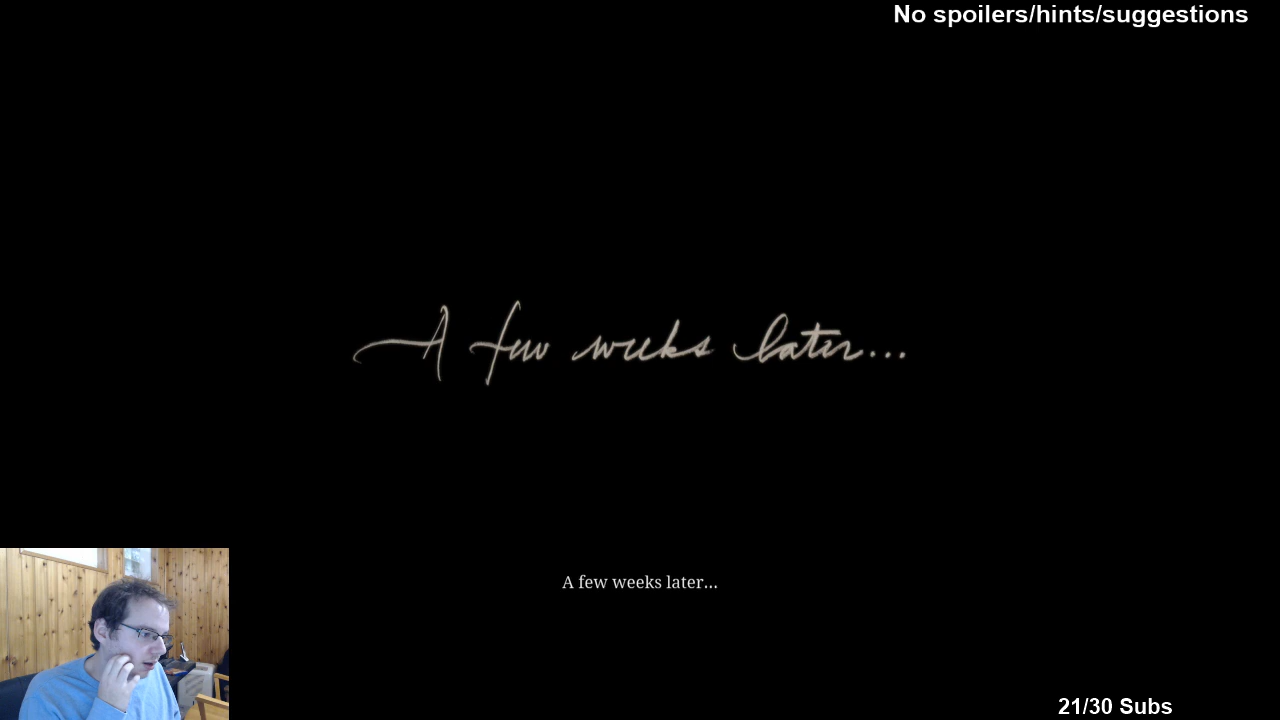 No spoilers/hints/suggestions
A few weeks later...
A few weeks later...
21/30 Subs